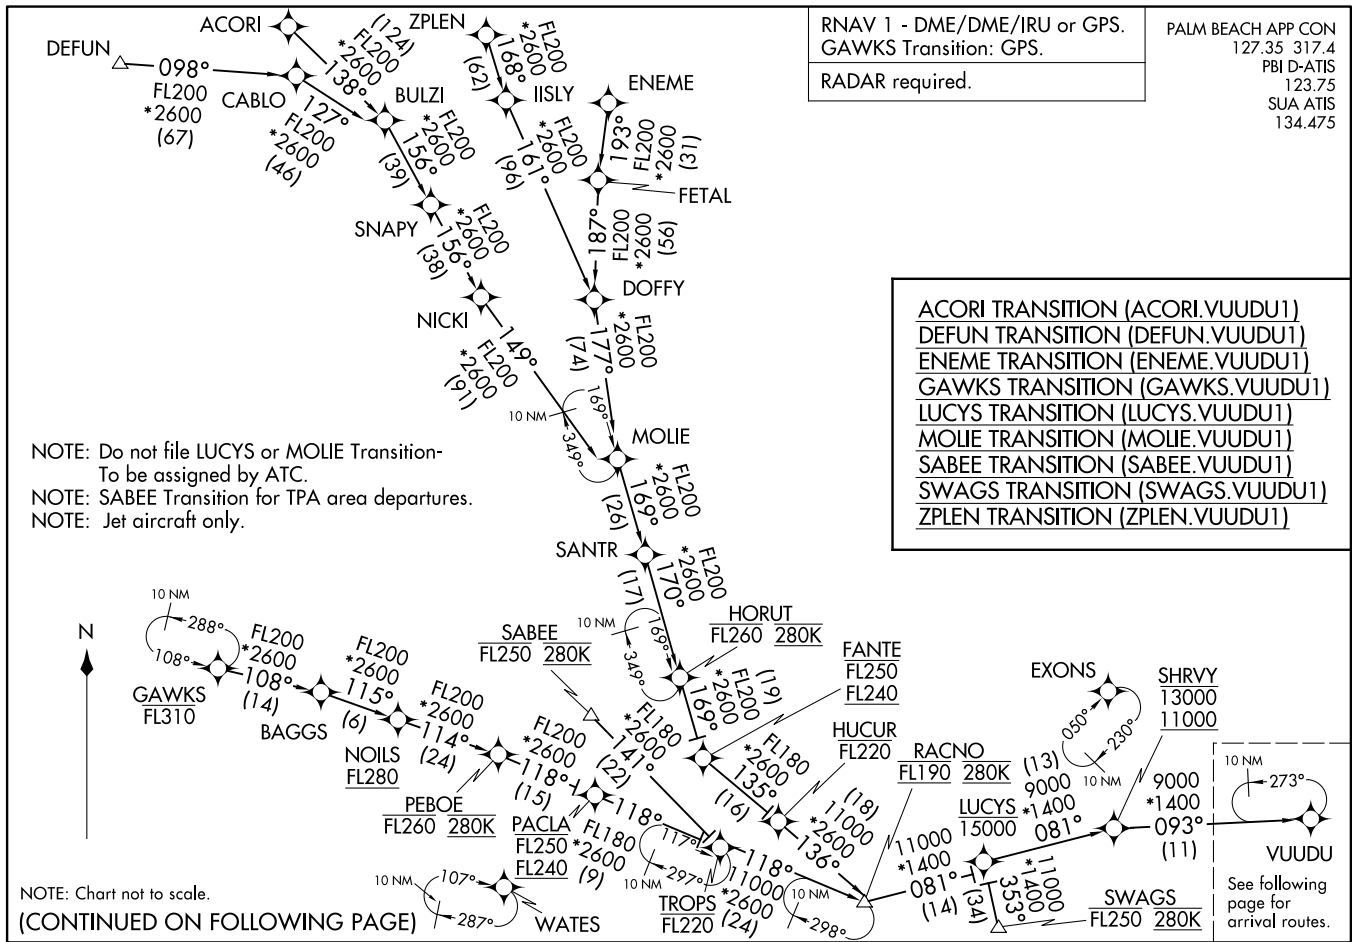 RNAV 1 - DME/DME/IRU or GPS.
GAWKS Transition: GPS.
RADAR required.
PALM BEACH APP CON
127.35 317.4
PBI D-ATIS
123.75
SUA ATIS
134.475
DEFUN
098°
FL200
*2600
(67)
ACORI
(124)
FL200
*2600
138°
CABLO
127°
FL200
*2600
(46)
BULZI
FL200
*2600
156°
(39)
SNAPY
FL200
*2600
156°
(38)
NICKI
149°
FL200
*2600
(91)
ZPLEN
FL200
*2600
168°
(62)
IISLY
FL200
*2600
161°
(96)
ENEME
193°
FL200
*2600
(31)
FETAL
187°
FL200
*2600
(56)
DOFFY
FL200
*2600
177°
(74)
10 NM
169°
349°
MOLIE
FL200
*2600
169°
(26)
SANTR
FL200
*2600
170°
(17)
10 NM
169°
349°
HORUT
FL260 280K
(19)
FL200
*2600
169°
ACORI TRANSITION (ACORI.VUUDU1)
DEFUN TRANSITION (DEFUN.VUUDU1)
ENEME TRANSITION (ENEME.VUUDU1)
GAWKS TRANSITION (GAWKS.VUUDU1)
LUCYS TRANSITION (LUCYS.VUUDU1)
MOLIE TRANSITION (MOLIE.VUUDU1)
SABEE TRANSITION (SABEE.VUUDU1)
SWAGS TRANSITION (SWAGS.VUUDU1)
ZPLEN TRANSITION (ZPLEN.VUUDU1)
NOTE: Do not file LUCYS or MOLIE Transition-
To be assigned by ATC.
NOTE: SABEE Transition for TPA area departures.
NOTE: Jet aircraft only.
N
10 NM
288°
108°
GAWKS
FL310
FL200
*2600
108°
(14)
BAGGS
FL200
*2600
115°
(6)
NOILS
FL280
FL200
*2600
114°
(24)
PEBOE
FL260 280K
FL200
*2600
118°
(15)
PACLA
FL250
FL240
118°
FL180
*2600
(9)
SABEE
FL250 280K
FL180
*2600
141°
(22)
10 NM
117°
297°
TROPS
FL220
118°
11000
*2600
(24)
FANTE
FL250
FL240
FL180
*2600
135°
(16)
HUCUR
FL220
(18)
11000
*2600
136°
RACNO
FL190 280K
10 NM
298°
11000
*1400
081°
(14)
LUCYS
15000
(13)
9000
*1400
081°
EXONS
050°
230°
10 NM
SHRVY
13000
11000
9000
*1400
093°
(11)
10 NM
273°
VUUDU
See following
page for
arrival routes.
11000
*1400
353°
(34)
SWAGS
FL250 280K
10 NM
107°
287°
WATES
NOTE: Chart not to scale.
(CONTINUED ON FOLLOWING PAGE)